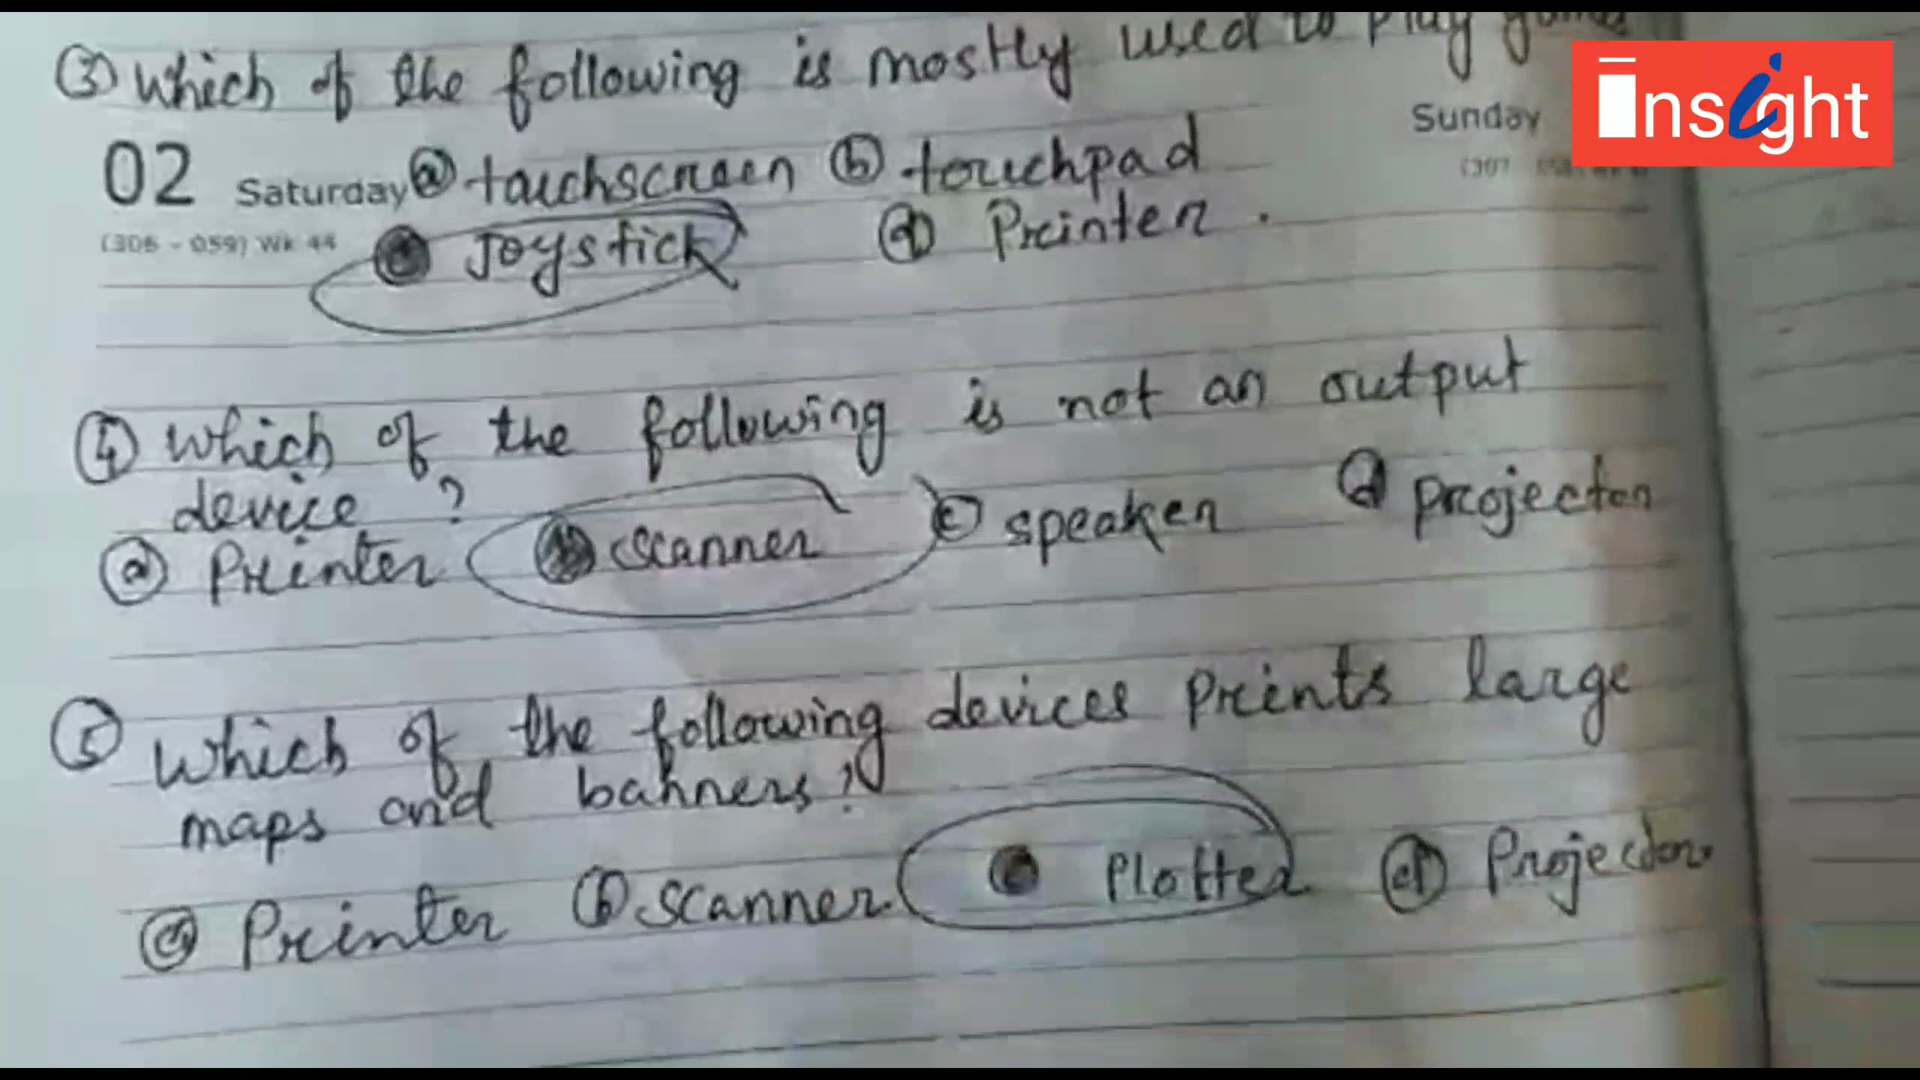 ③ Which of the following is mostly used to play games
Insight
Sunday
02 Saturday ⓐ tauchscreen ⓑ touchpad
(306 - 059) Wk 44
Joystick ⓓ Printer.
④ Which of the following is not an output
device ?
ⓐ Printer scanner ⓒ speaker ⓓ projector
⑤ Which of the following devices prints large
maps and banners?
ⓐ Printer ⓑ scanner Plotter ⓓ Projector.